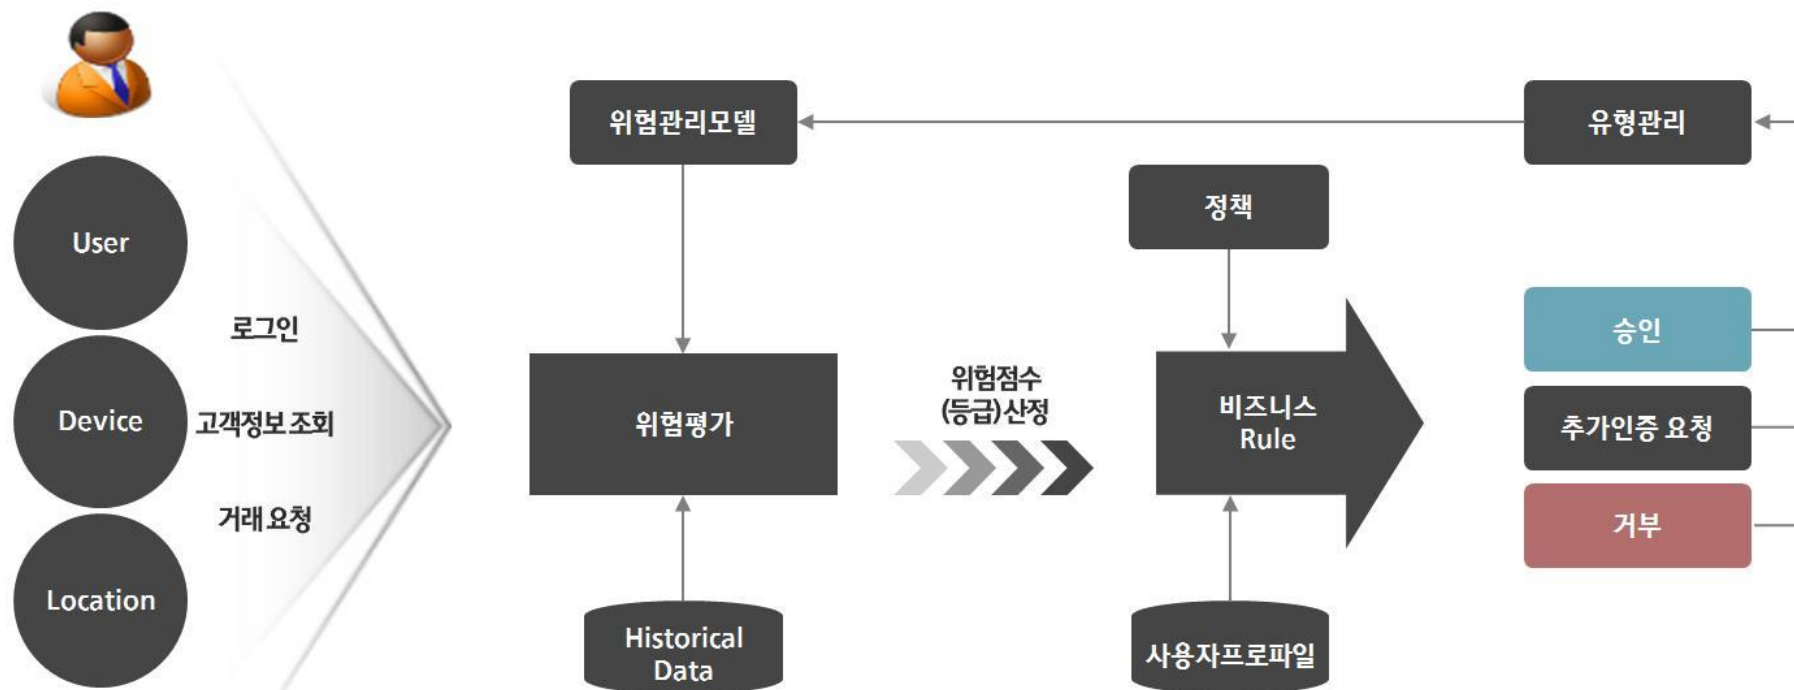 위험관리모델
유형관리
정책
User
로그인
Device
고객정보 조회
거래 요청
Location
위험평가
위험점수
(등급)산정
비즈니스
Rule
승인
추가인증 요청
거부
Historical
Data
사용자프로파일